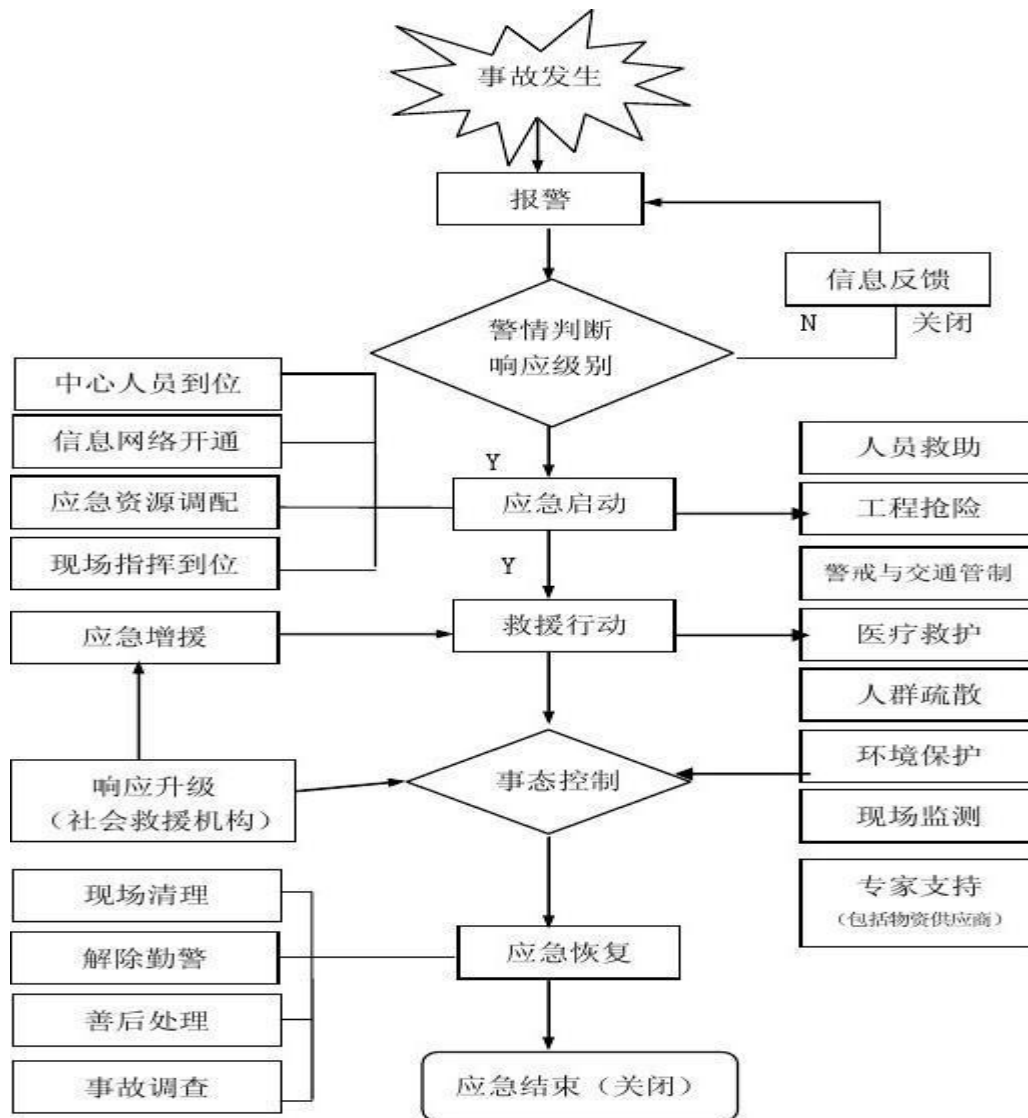 事故发生
报警
信息反馈
N
关闭
警情判断
响应级别
中心人员到位
信息网络开通
应急资源调配
现场指挥到位
Y
应急启动
人员救助
工程抢险
Y
警戒与交通管制
应急增援
救援行动
医疗救护
人群疏散
响应升级
（社会救援机构）
事态控制
环境保护
现场监测
专家支持
（包括物资供应商）
现场清理
解除勤警
善后处理
事故调查
应急恢复
应急结束（关闭）